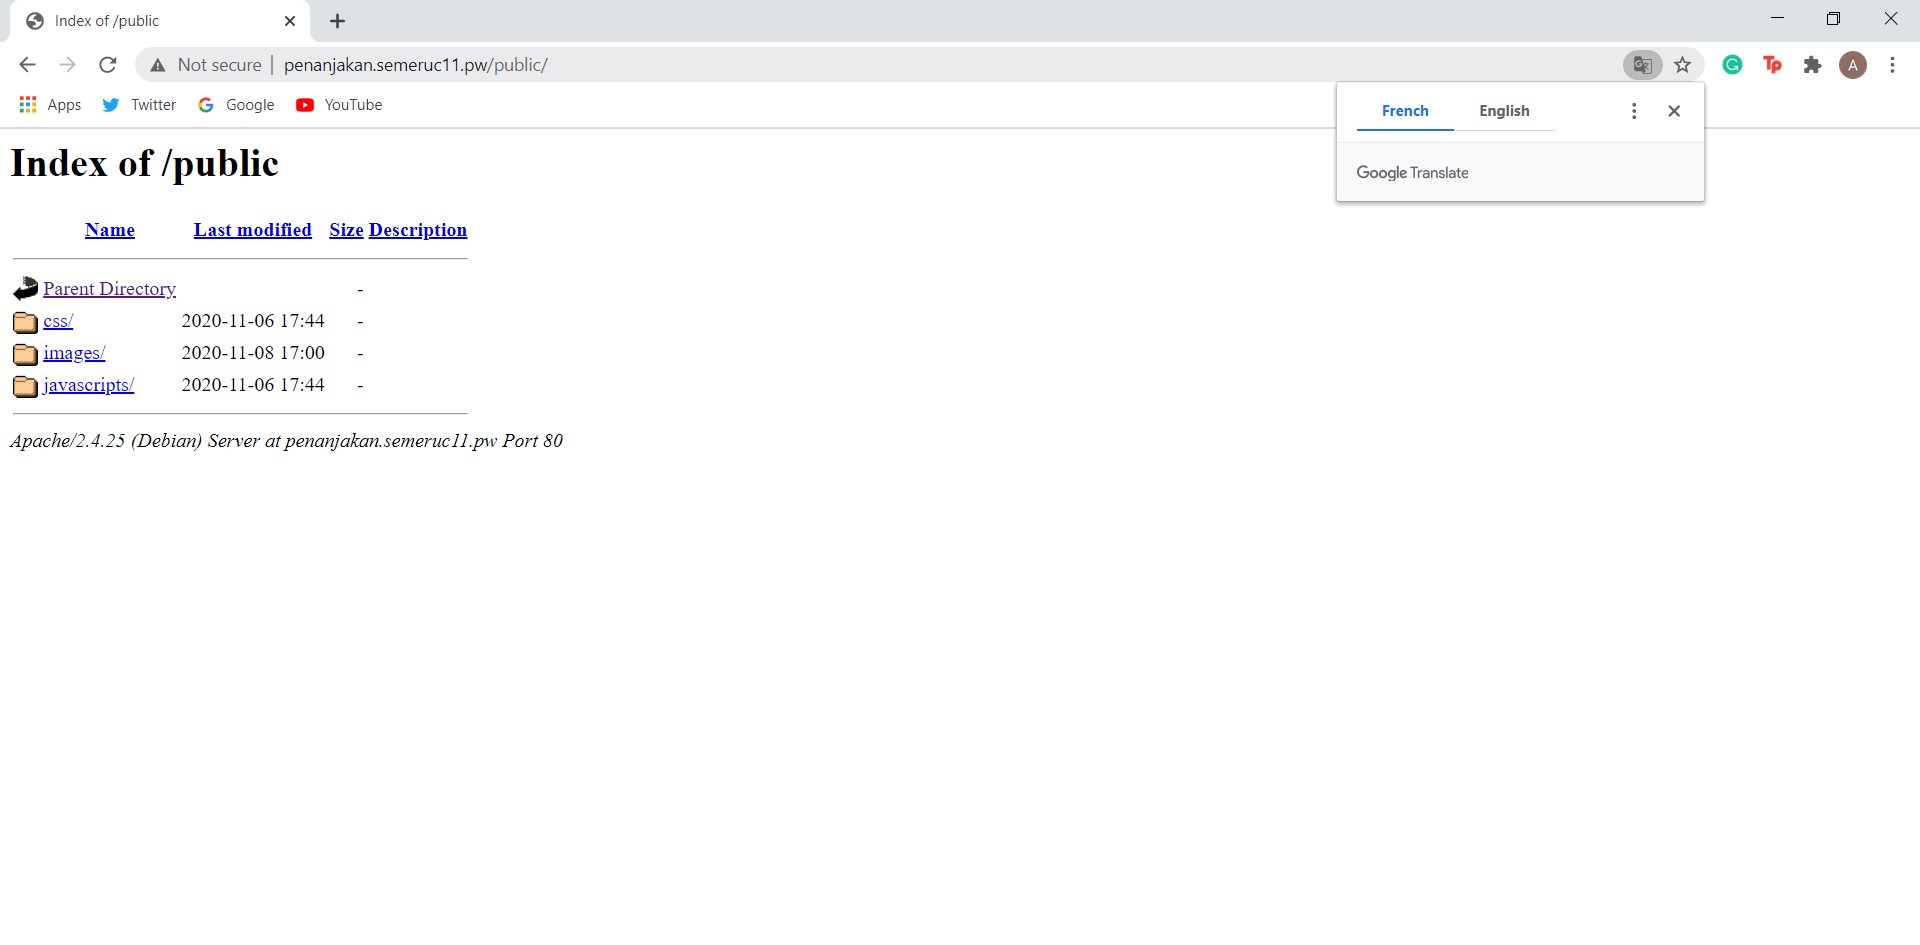 Index of /public
Not secure | penanjakan.semeruc11.pw/public/
Tp
A
Apps Twitter Google YouTube
French English
Google Translate
Index of /public
Name Last modified Size Description
Parent Directory -
css/ 2020-11-06 17:44 -
images/ 2020-11-08 17:00 -
javascripts/ 2020-11-06 17:44 -
Apache/2.4.25 (Debian) Server at penanjakan.semeruc11.pw Port 80